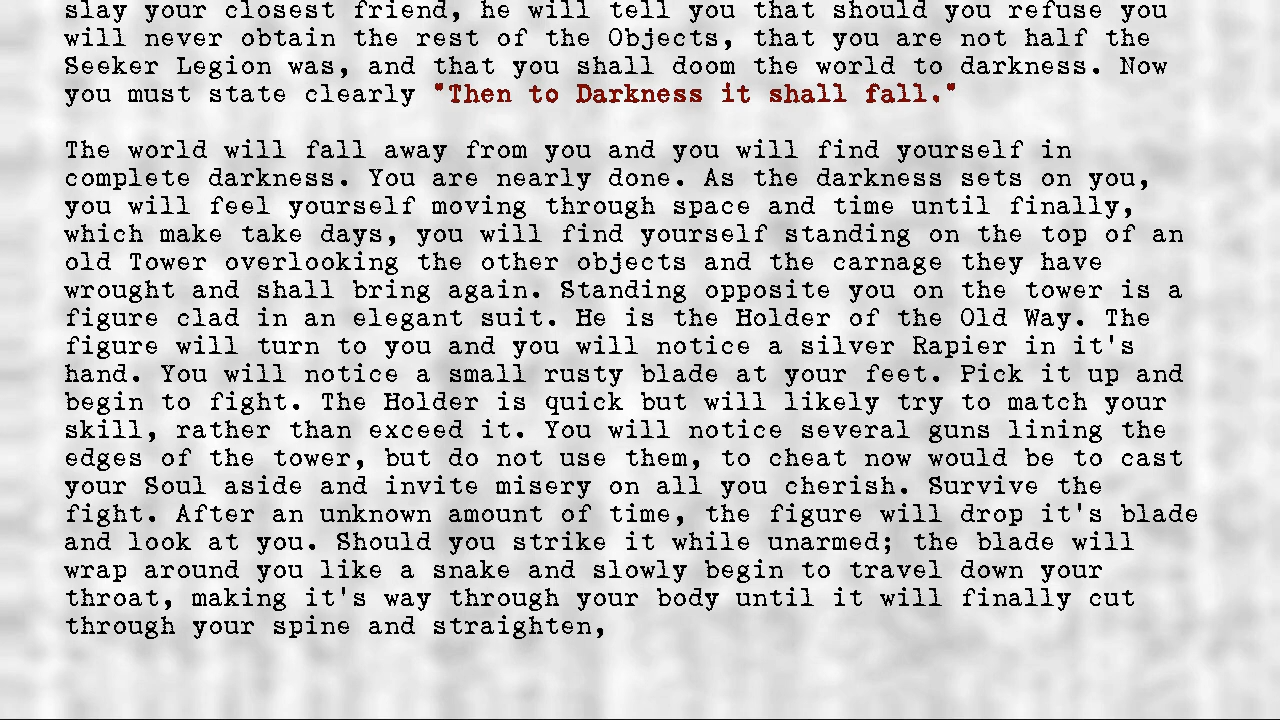 slay your closest friend, he will tell you that should you refuse you
will never obtain the rest of the Objects, that you are not half the
Seeker Legion was, and that you shall doom the world to darkness. Now
you must state clearly "Then to Darkness it shall fall."
The world will fall away from you and you will find yourself in
complete darkness. You are nearly done. As the darkness sets on you,
you will feel yourself moving through space and time until finally,
which make take days, you will find yourself standing on the top of an
old Tower overlooking the other objects and the carnage they have
wrought and shall bring again. Standing opposite you on the tower is a
figure clad in an elegant suit. He is the Holder of the Old Way. The
figure will turn to you and you will notice a silver Rapier in it's
hand. You will notice a small rusty blade at your feet. Pick it up and
begin to fight. The Holder is quick but will likely try to match your
skill, rather than exceed it. You will notice several guns lining the
edges of the tower, but do not use them, to cheat now would be to cast
your Soul aside and invite misery on all you cherish. Survive the
fight. After an unknown amount of time, the figure will drop it's blade
and look at you. Should you strike it while unarmed; the blade will
wrap around you like a snake and slowly begin to travel down your
throat, making it's way through your body until it will finally cut
through your spine and straighten,